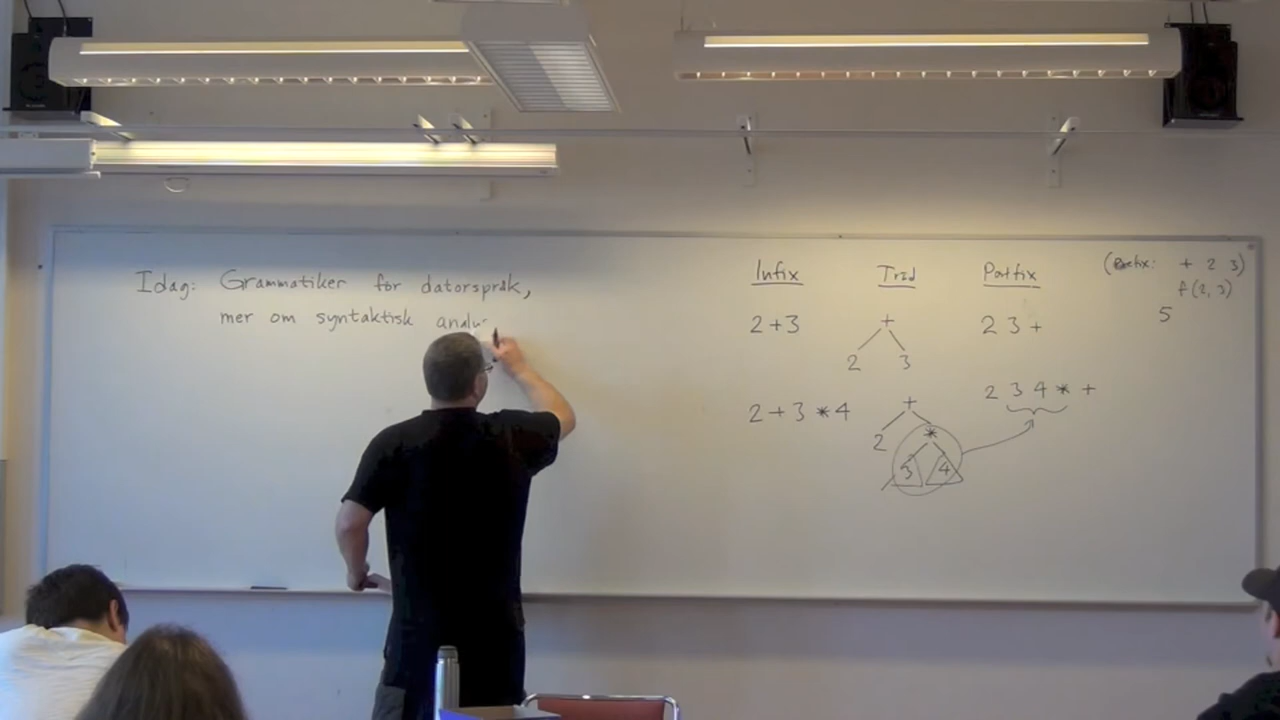 Idag: Grammatiker för datorspråk,
mer om syntaktisk analy
Infix Träd Postfix
(Prefix: + 2 3)
f(2, 3)
5
2+3
+
2 3
2 3 +
2+3*4
+
2 *
3 4
2 3 4 * +